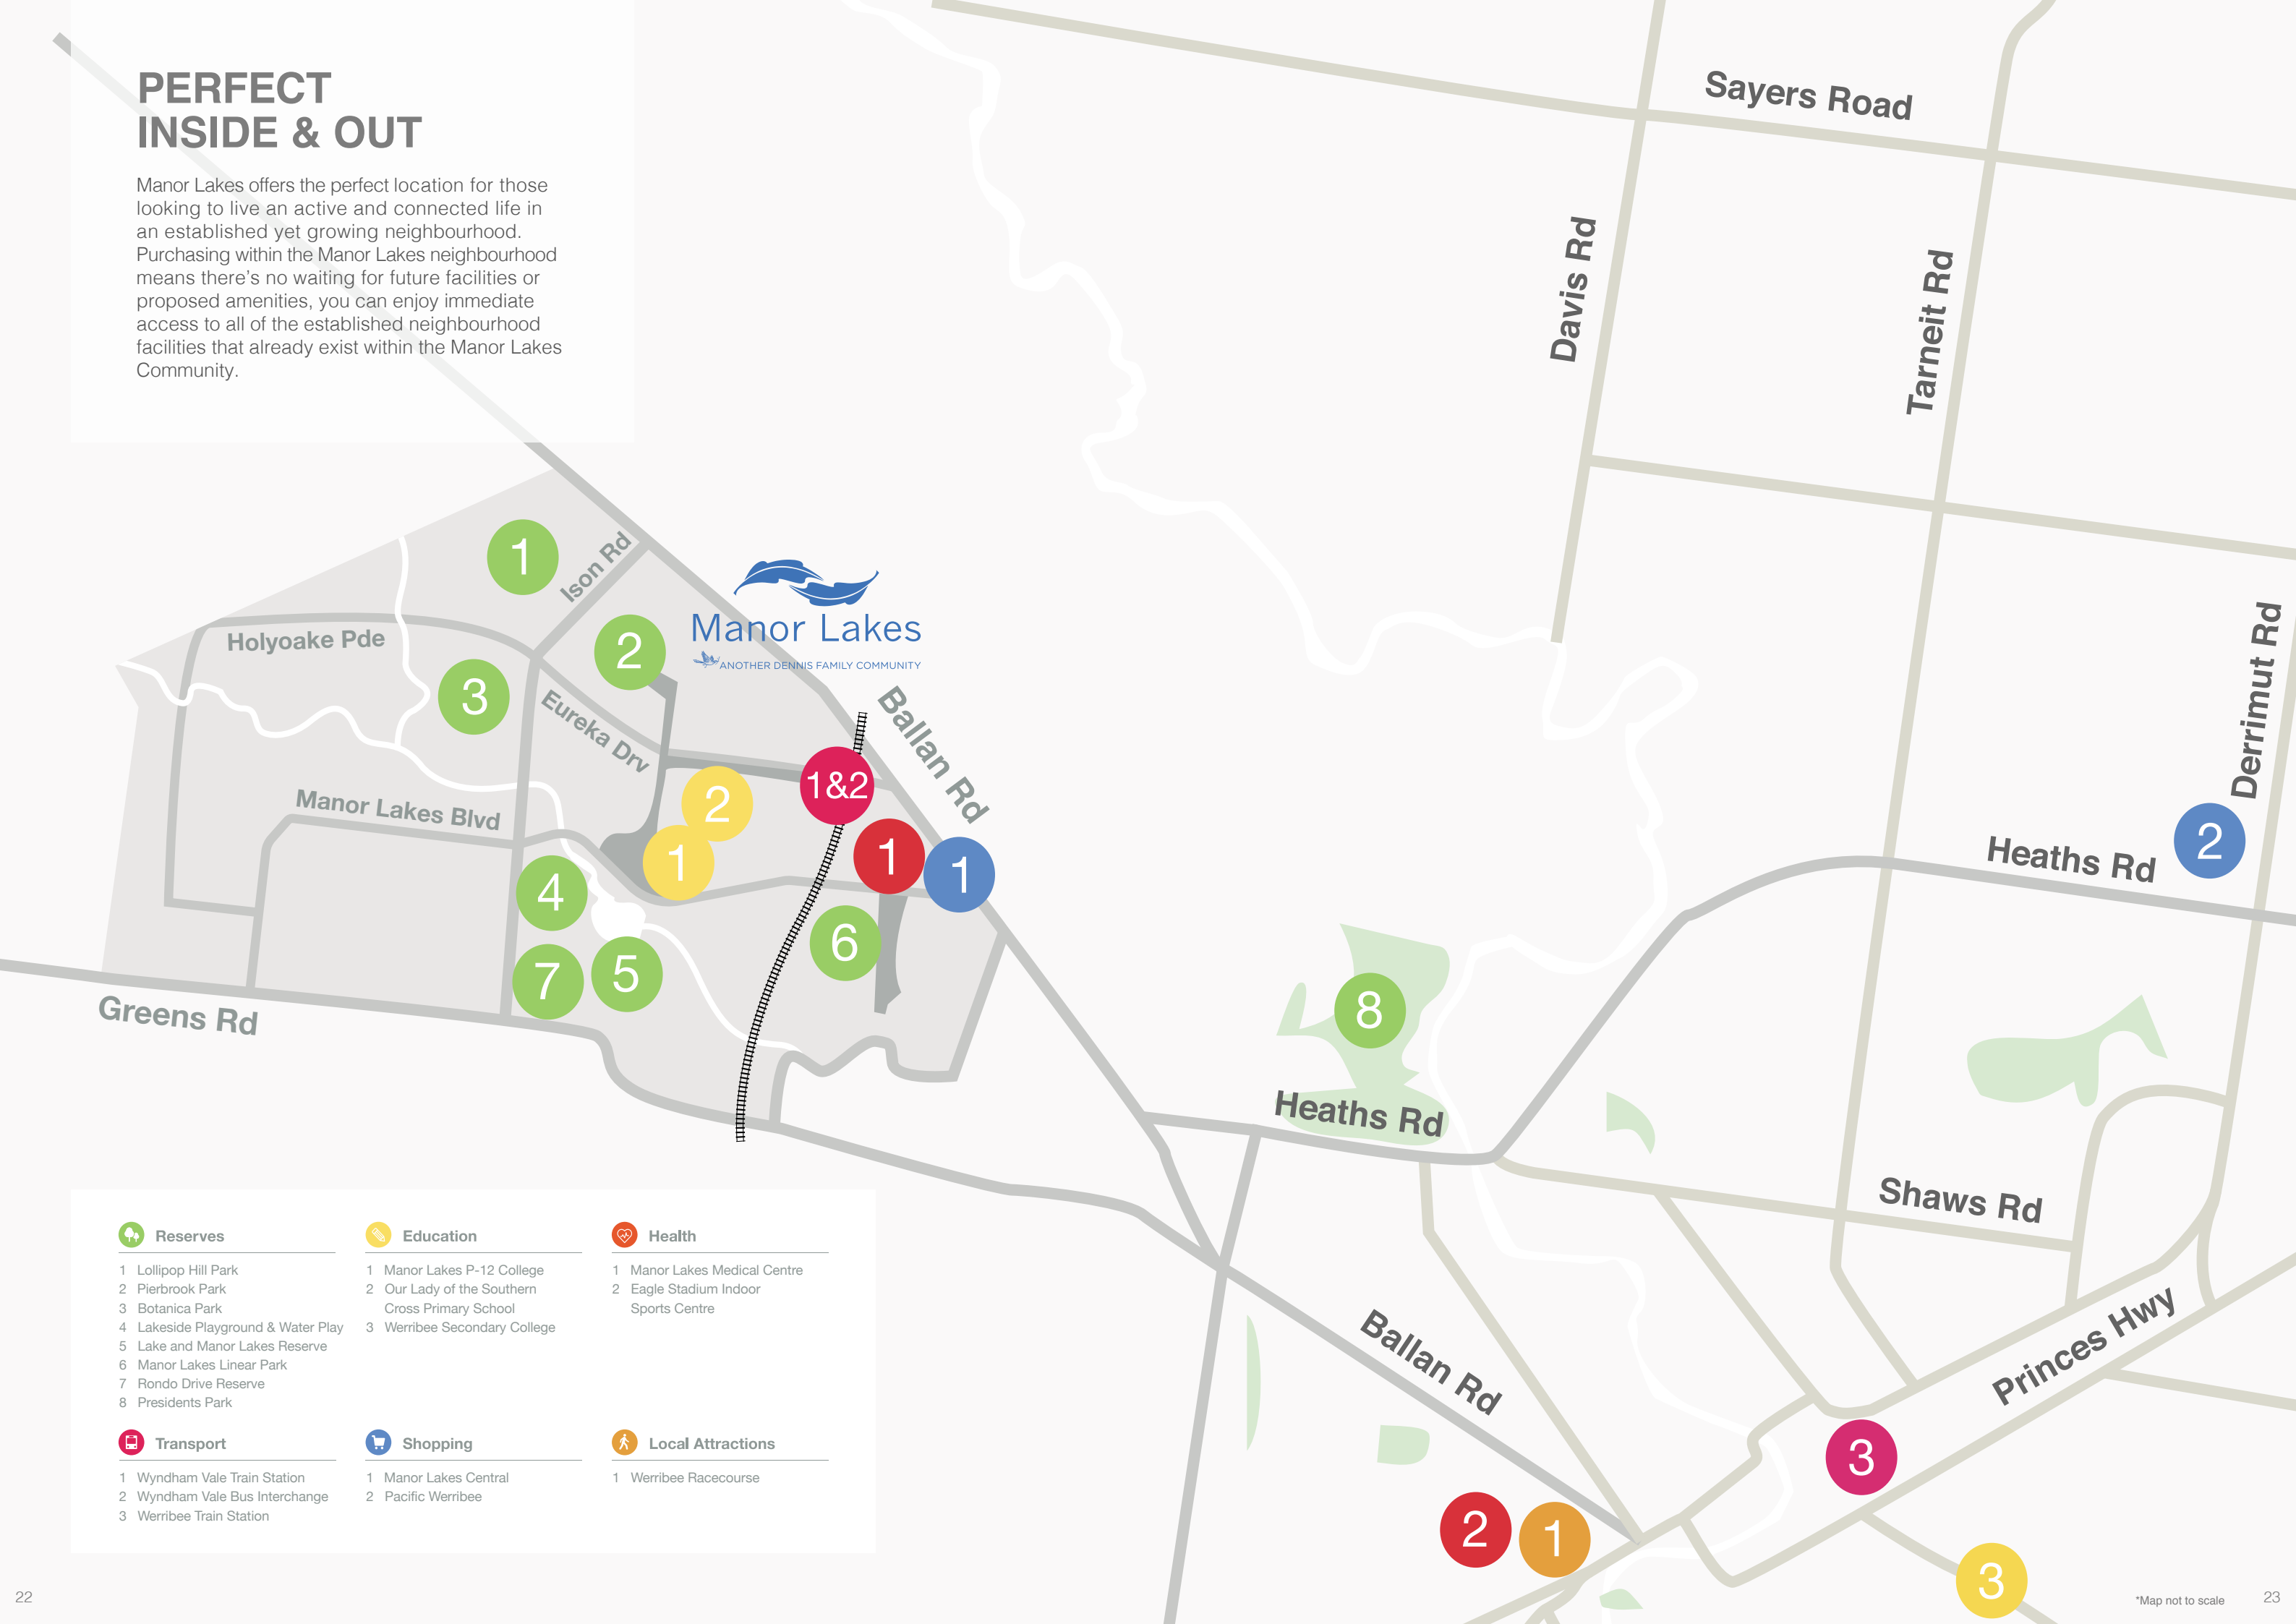 PERFECT
INSIDE & OUT
Manor Lakes offers the perfect location for those
looking to live an active and connected life in
an established yet growing neighbourhood.
Purchasing within the Manor Lakes neighbourhood
means there's no waiting for future facilities or
proposed amenities, you can enjoy immediate
access to all of the established neighbourhood
facilities that already exist within the Manor Lakes
Community.
Sayers Road
Davis Rd
Tarneit Rd
Derrimut Rd
1
Ison Rd
2
Holyoake Pde
3
Eureka Drv
Manor Lakes
ANOTHER DENNIS FAMILY COMMUNITY
Ballan Rd
1&2
2
1
1
1
Manor Lakes Blvd
4
5
6
7
Greens Rd
2
Heaths Rd
8
Heaths Rd
Shaws Rd
Princes Hwy
Ballan Rd
3
2
1
3
Reserves
1 Lollipop Hill Park
2 Pierbrook Park
3 Botanica Park
4 Lakeside Playground & Water Play
5 Lake and Manor Lakes Reserve
6 Manor Lakes Linear Park
7 Rondo Drive Reserve
8 Presidents Park
Education
1 Manor Lakes P-12 College
2 Our Lady of the Southern
Cross Primary School
3 Werribee Secondary College
Health
1 Manor Lakes Medical Centre
2 Eagle Stadium Indoor
Sports Centre
Transport
1 Wyndham Vale Train Station
2 Wyndham Vale Bus Interchange
3 Werribee Train Station
Shopping
1 Manor Lakes Central
2 Pacific Werribee
Local Attractions
1 Werribee Racecourse
22
*Map not to scale
23